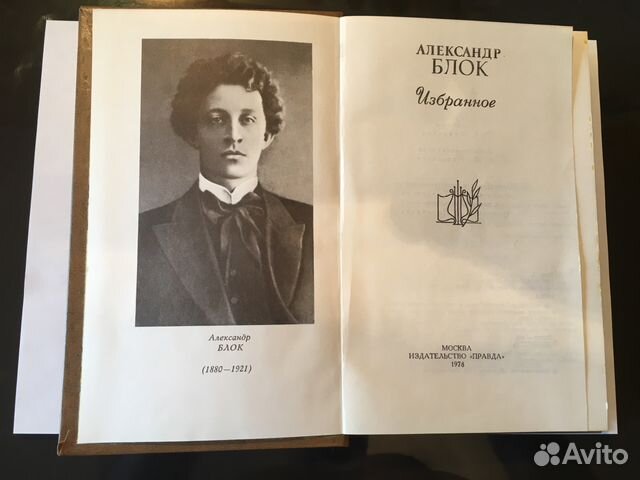 Александр
БЛОК
(1880—1921)
АЛЕКСАНДР
БЛОК
Избранное
МОСКВА
ИЗДАТЕЛЬСТВО «ПРАВДА»
1978
Avito